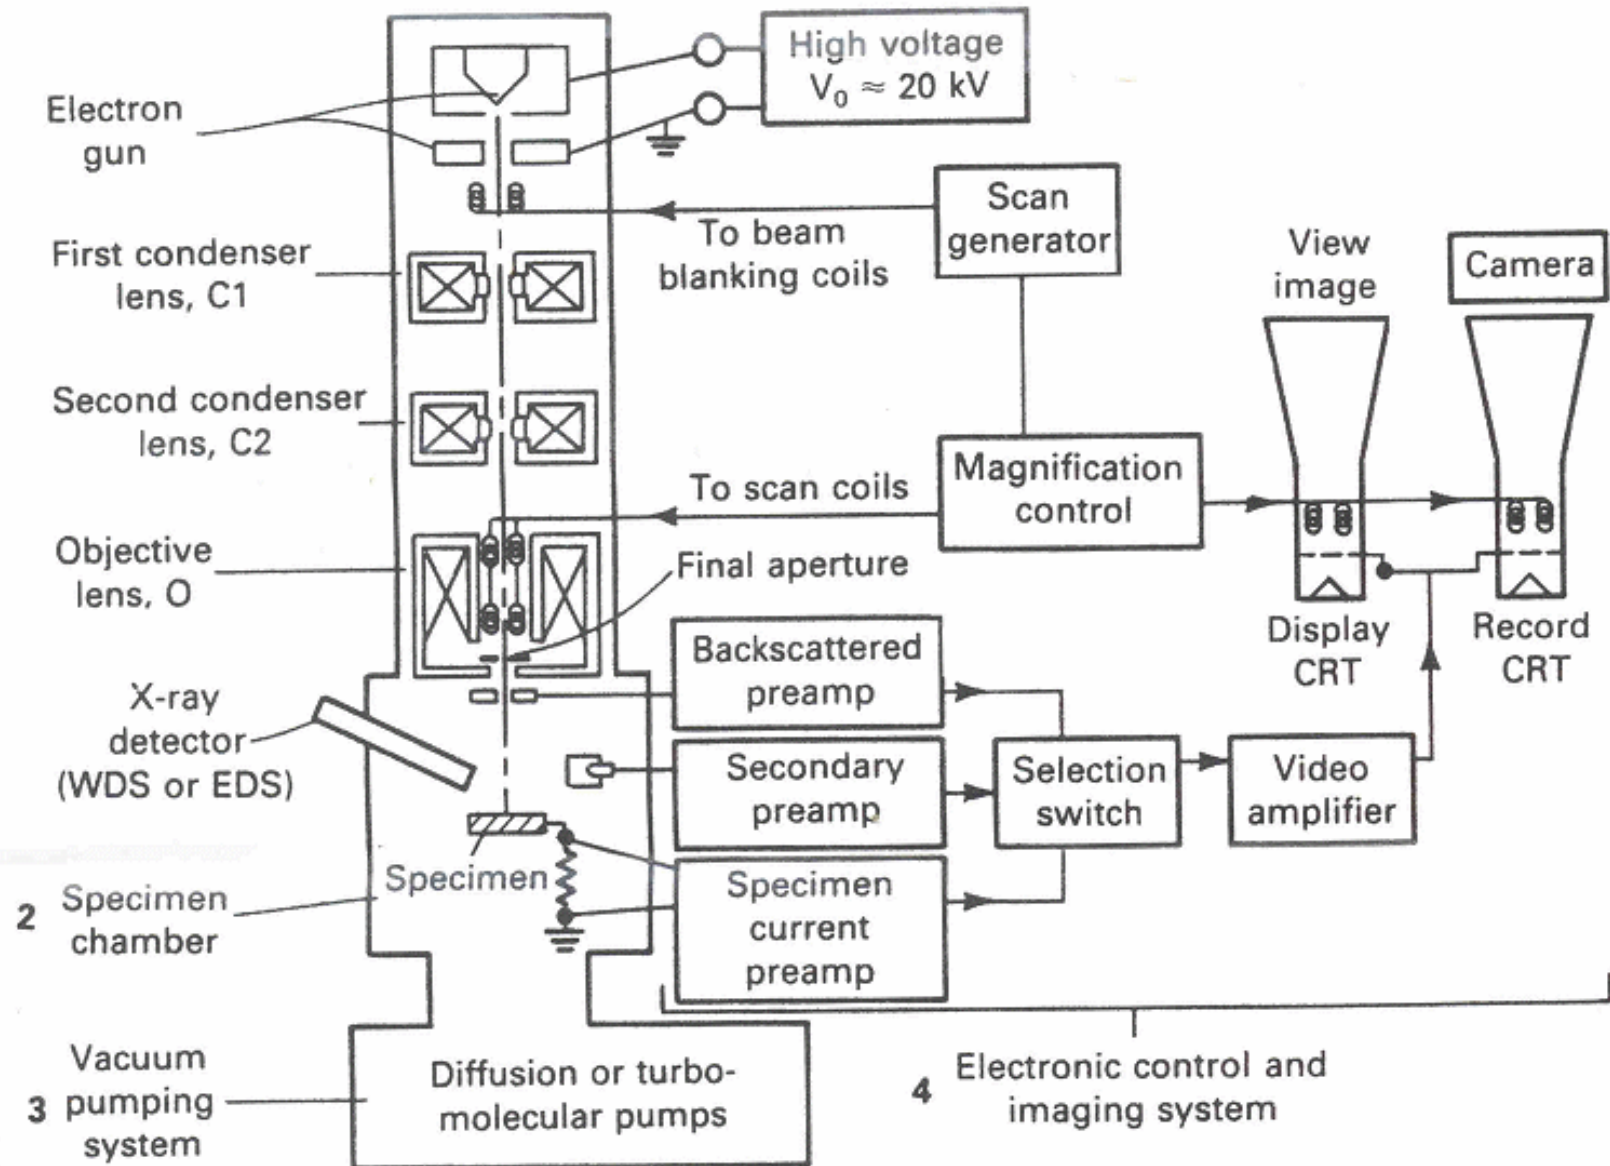 High voltage
V₀ ≈ 20 kV
Electron
gun
Scan
generator
To beam
blanking coils
First condenser
lens, C1
View
image
Camera
Second condenser
lens, C2
To scan coils
Magnification
control
Objective
lens, O
Final aperture
Display
CRT
Record
CRT
Backscattered
preamp
X-ray
detector
(WDS or EDS)
Secondary
preamp
Selection
switch
Video
amplifier
Specimen
2 Specimen
chamber
Specimen
current
preamp
Vacuum
3 pumping
system
Diffusion or turbo-
molecular pumps
4 Electronic control and
imaging system